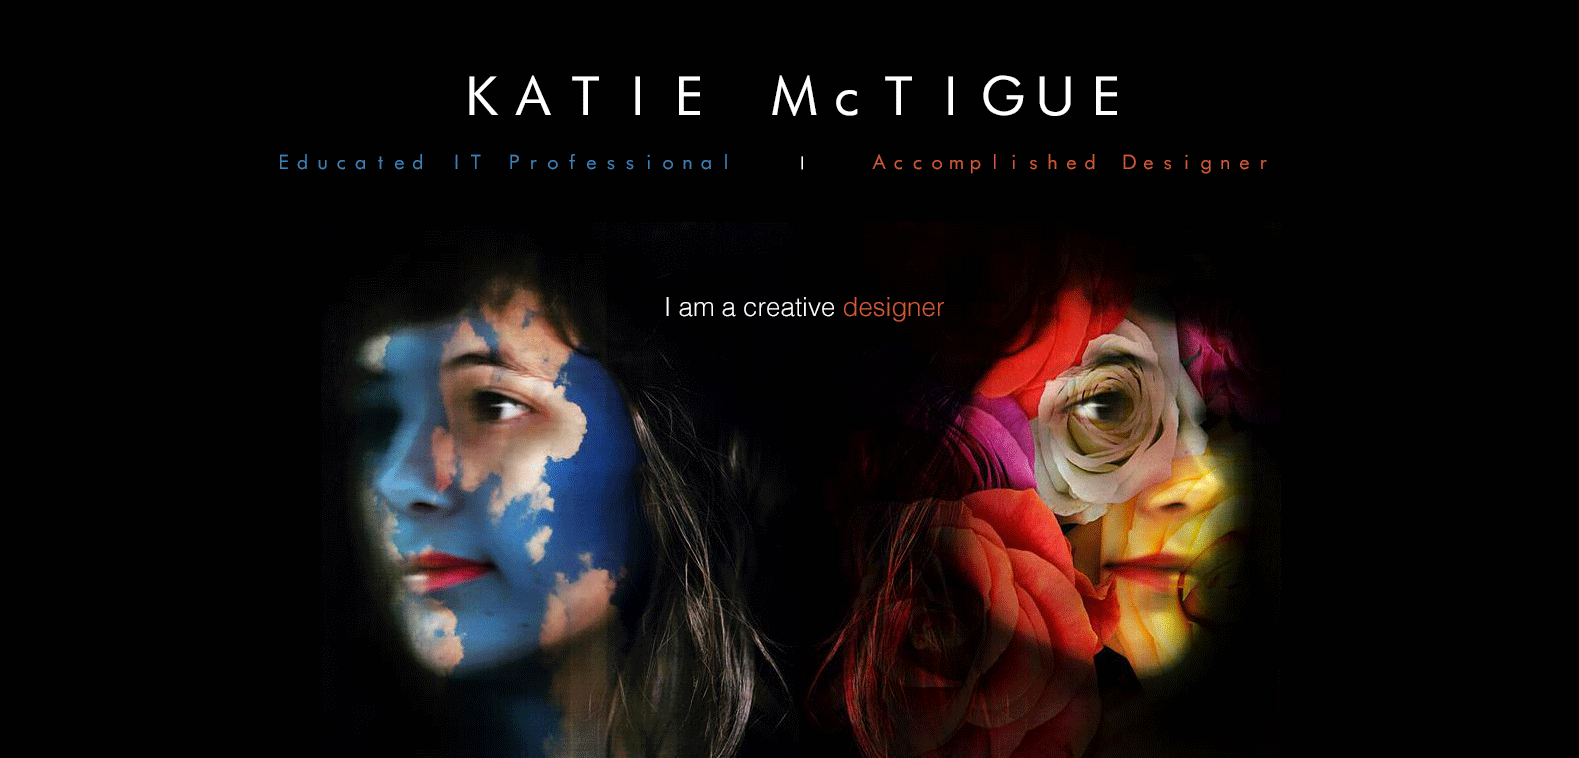 KATIE McTIGUE
Educated IT Professional | Accomplished Designer
I am a creative designer